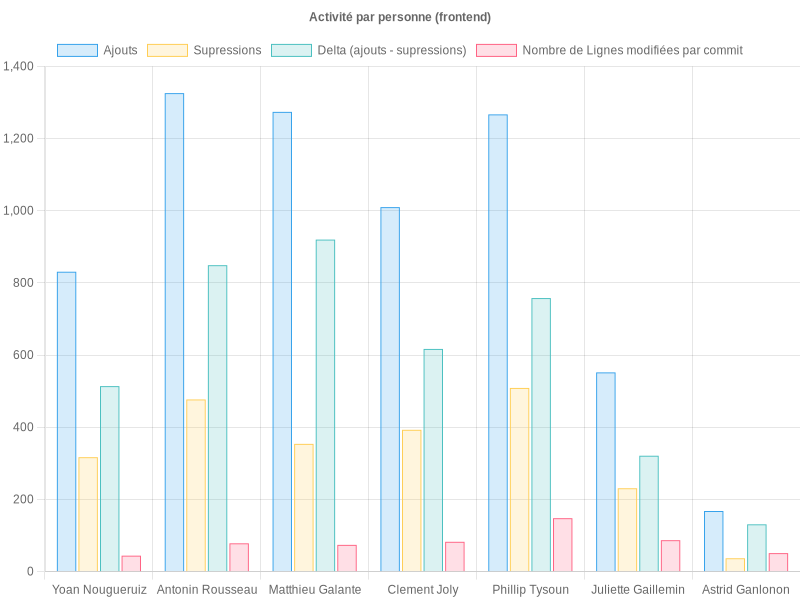 Activité par personne (frontend)
Ajouts Supressions Delta (ajouts - supressions) Nombre de Lignes modifiées par commit
1,400
1,200
1,000
800
600
400
200
0
Yoan Nougueruiz Antonin Rousseau Matthieu Galante Clement Joly Phillip Tysoun Juliette Gaillemin Astrid Ganlonon